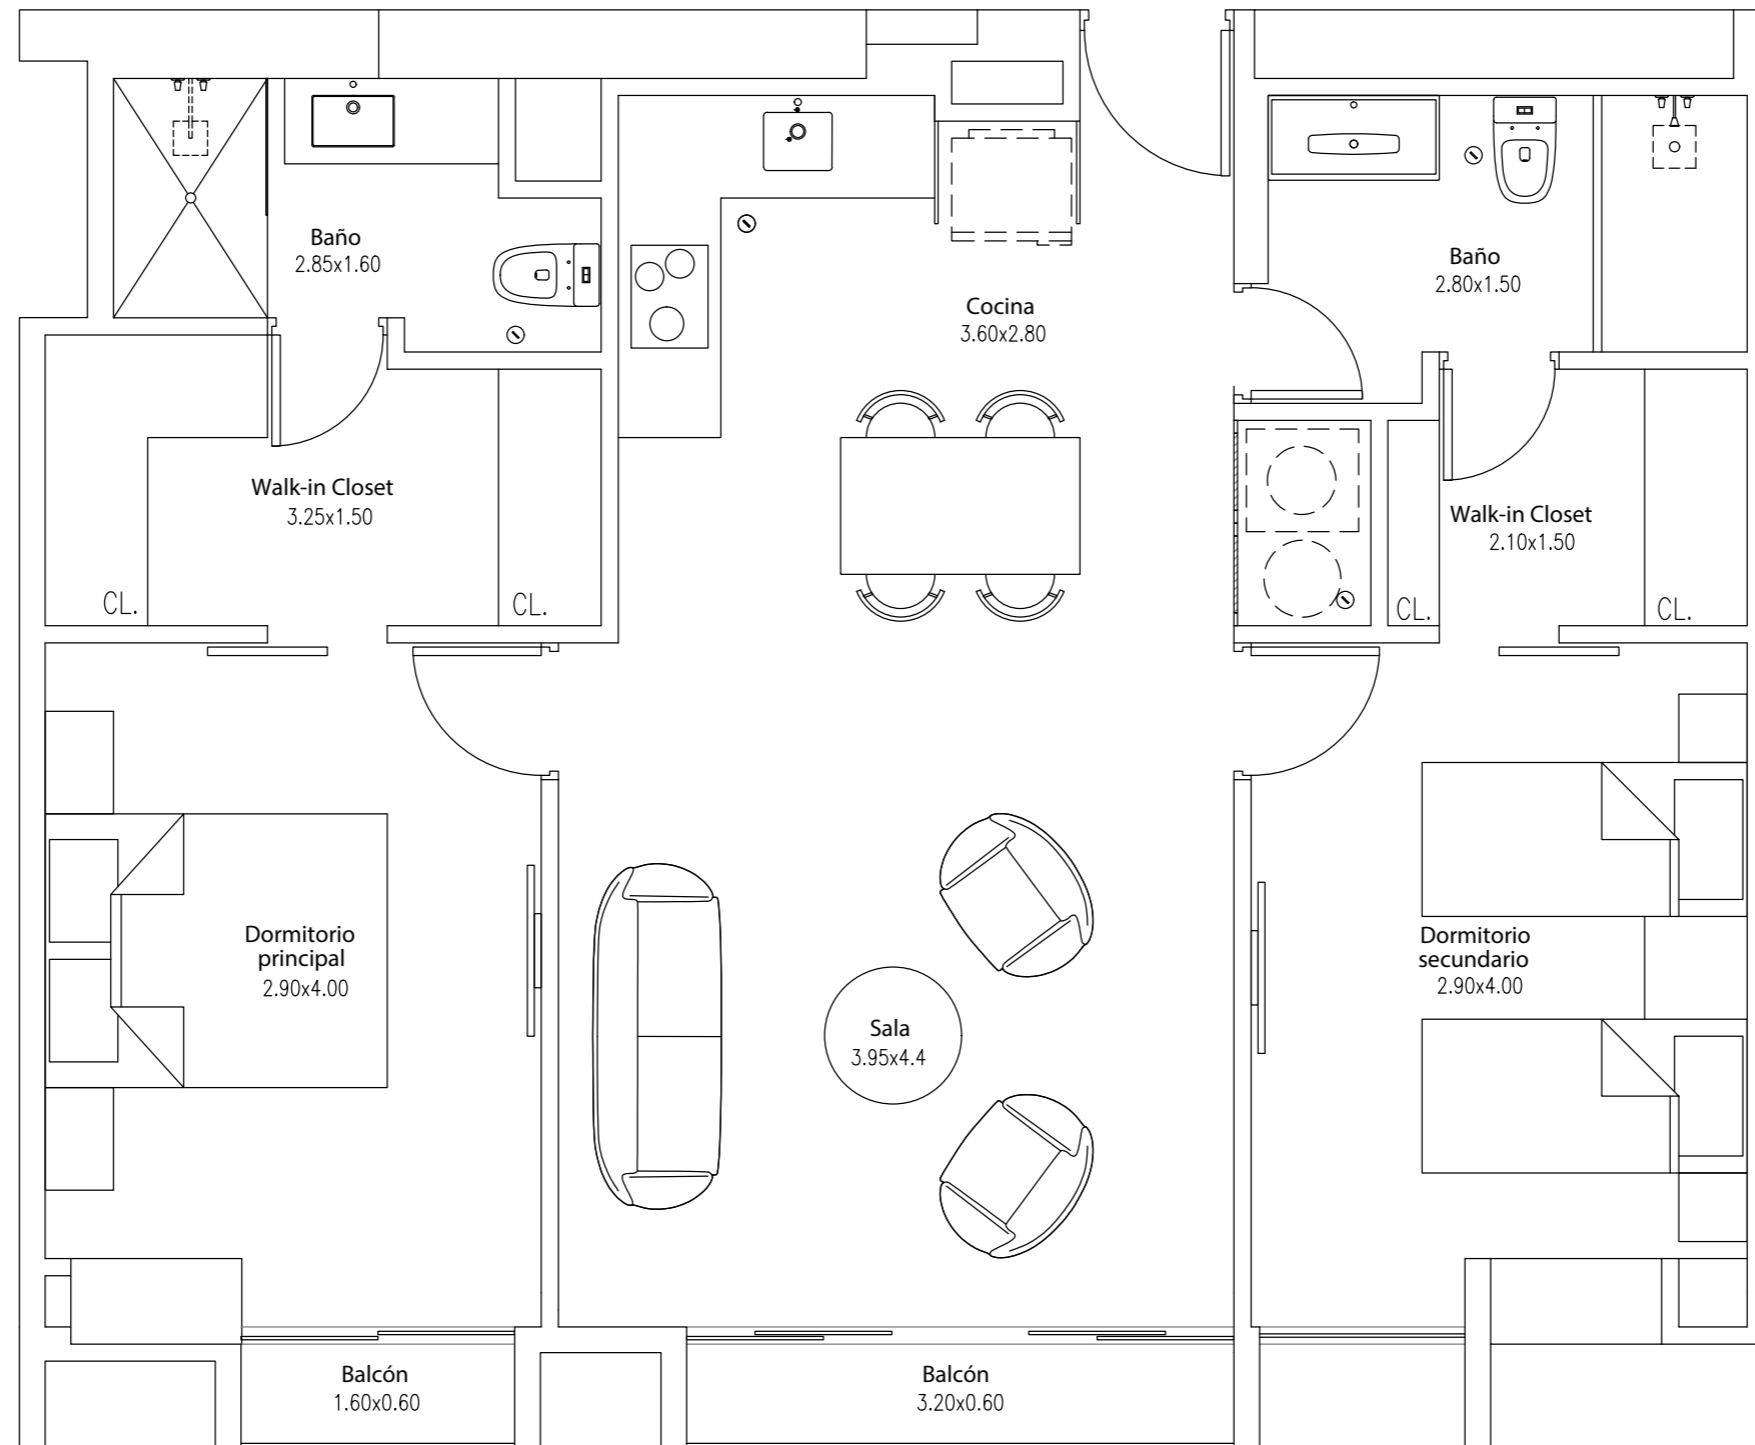 Baño
2.85x1.60
Cocina
3.60x2.80
Baño
2.80x1.50
Walk-in Closet
3.25x1.50
Walk-in Closet
2.10x1.50
CL.
CL.
CL.
CL.
Dormitorio
principal
2.90x4.00
Sala
3.95x4.4
Dormitorio
secundario
2.90x4.00
Balcón
1.60x0.60
Balcón
3.20x0.60